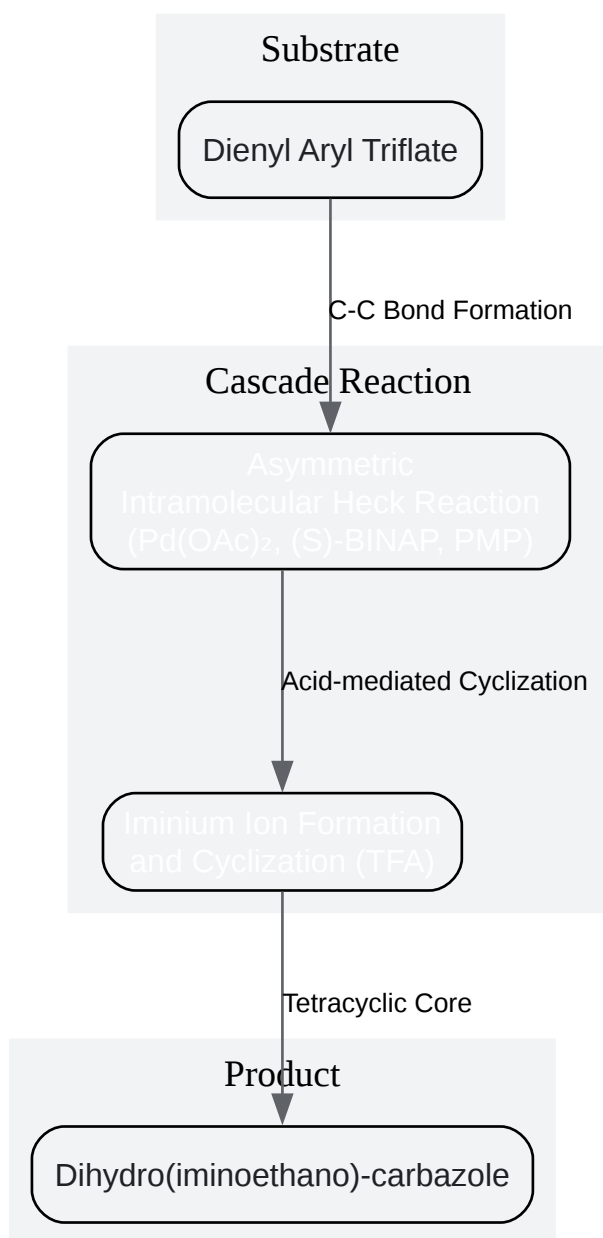 Substrate
Dienyl Aryl Triflate
C-C Bond Formation
Cascade Reaction
Asymmetric
Intramolecular Heck Reaction
(Pd(OAc)₂, (S)-BINAP, PMP)
Acid-mediated Cyclization
Iminium Ion Formation
and Cyclization (TFA)
Tetracyclic Core
Product
Dihydro(iminoethano)-carbazole